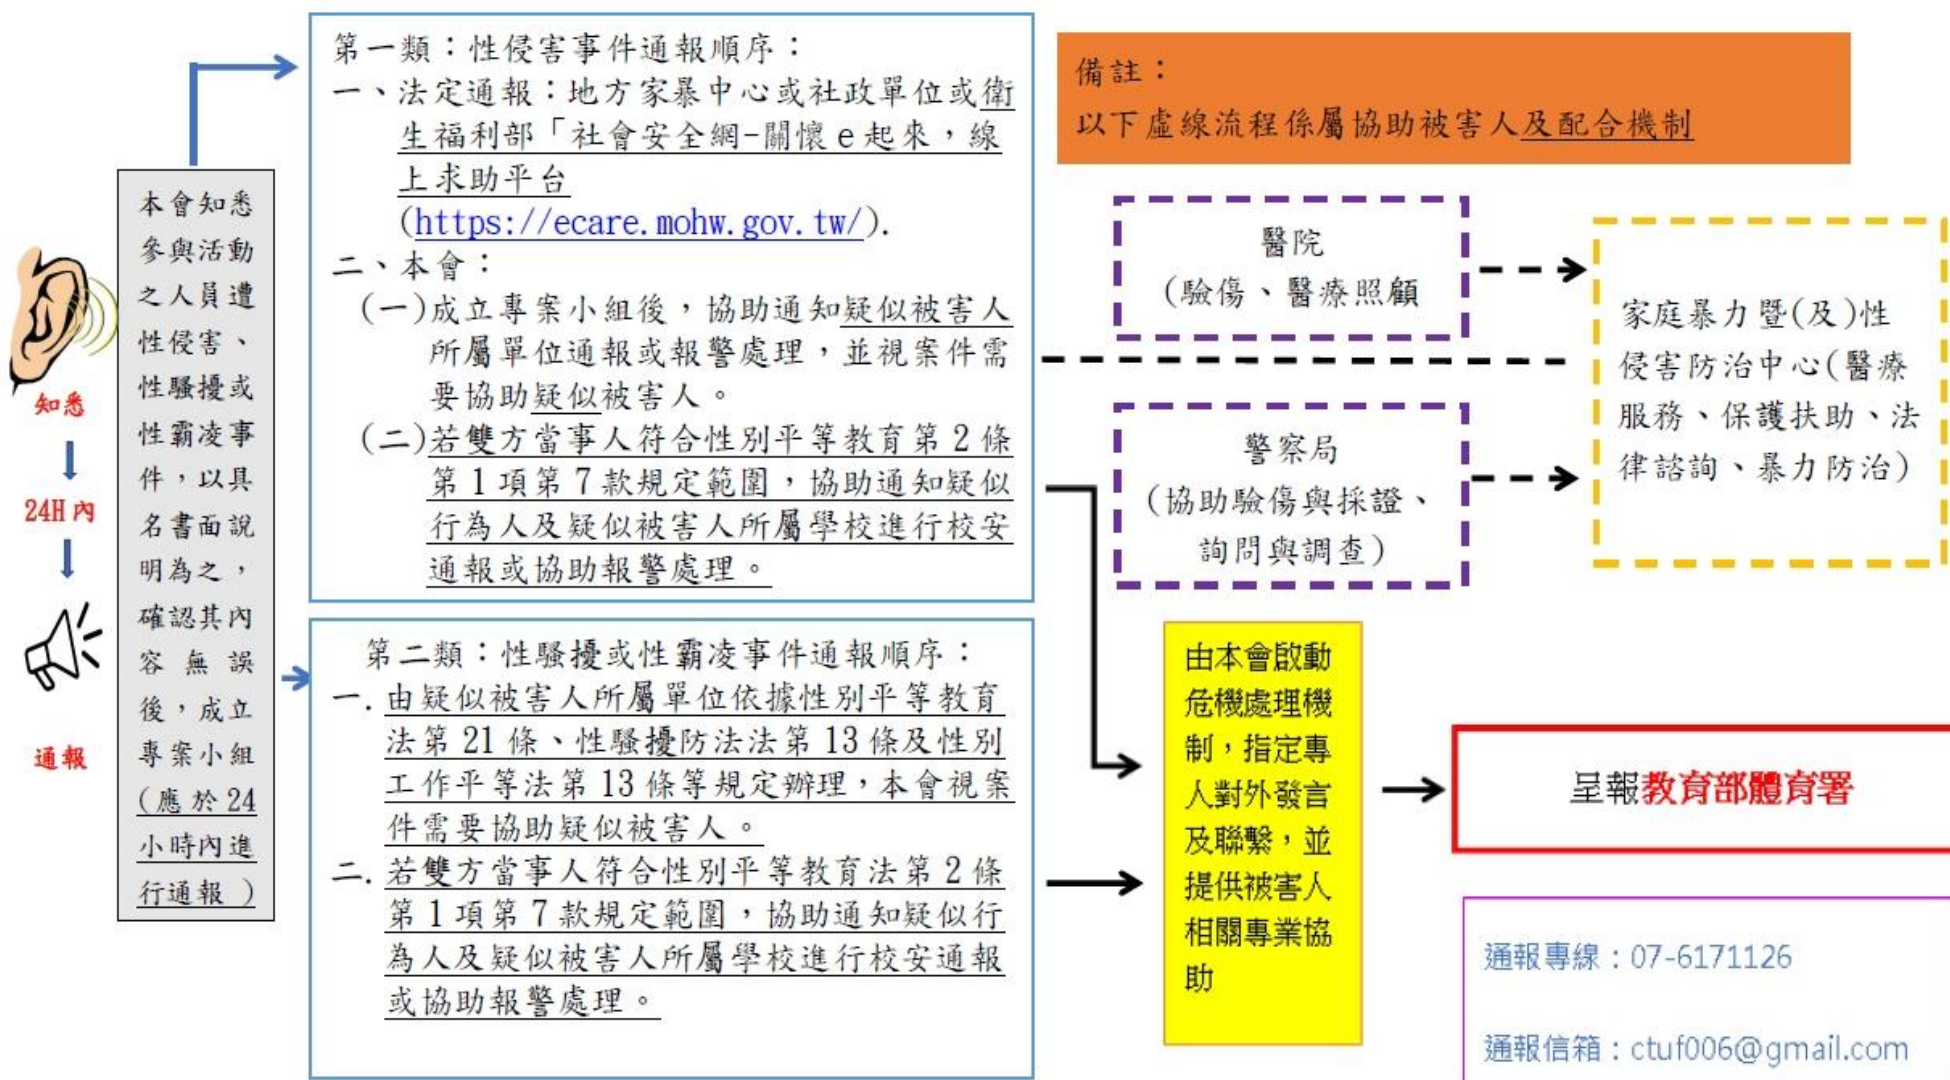 知悉
24H 內
通報
本會知悉
參與活動
之人員遭
性侵害、
性騷擾或
性霸凌事
件，以具
名書面說
明為之，
確認其內
容無誤
後，成立
專案小組
(應於 24
小時內進
行通報 )
第一類：性侵害事件通報順序：
一、法定通報：地方家暴中心或社政單位或衛
生福利部「社會安全網-關懷 e 起來，線
上求助平台
(https://ecare.mohw.gov.tw/).
二、本會：
(一)成立專案小組後，協助通知疑似被害人
所屬單位通報或報警處理，並視案件需
要協助疑似被害人。
(二)若雙方當事人符合性別平等教育第 2 條
第 1 項第 7 款規定範圍，協助通知疑似
行為人及疑似被害人所屬學校進行校安
通報或協助報警處理。
第二類：性騷擾或性霸凌事件通報順序：
一. 由疑似被害人所屬單位依據性別平等教育
法第 21 條、性騷擾防法法第 13 條及性別
工作平等法第 13 條等規定辦理，本會視案
件需要協助疑似被害人。
二. 若雙方當事人符合性別平等教育法第 2 條
第 1 項第 7 款規定範圍，協助通知疑似行
為人及疑似被害人所屬學校進行校安通報
或協助報警處理。
備註：
以下虛線流程係屬協助被害人及配合機制
醫院
(驗傷、醫療照顧
警察局
(協助驗傷與採證、
詢問與調查)
家庭暴力暨(及)性
侵害防治中心(醫療
服務、保護扶助、法
律諮詢、暴力防治)
由本會啟動
危機處理機
制，指定專
人對外發言
及聯繫，並
提供被害人
相關專業協
助
呈報教育部體育署
通報專線：07-6171126
通報信箱：ctuf006@gmail.com